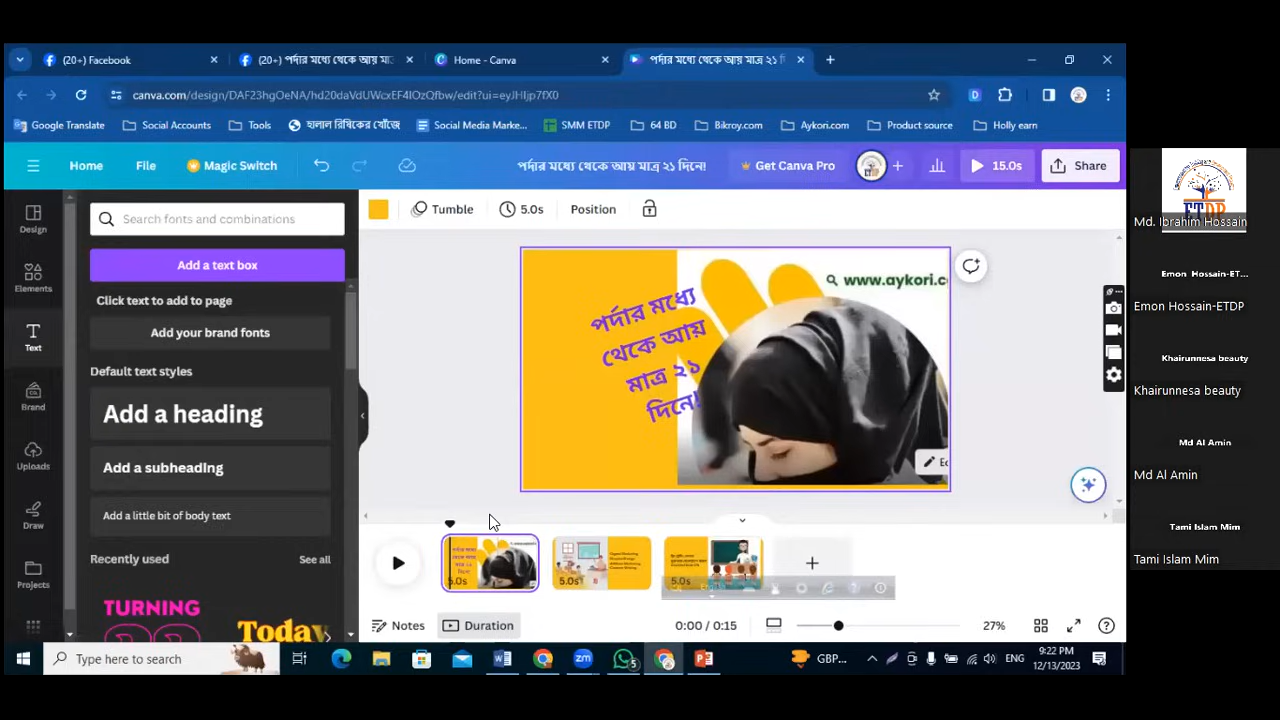 (20+) Facebook
(20+) পর্দার মধ্যে থেকে আয় মা
Home - Canva
পর্দার মধ্যে থেকে আয় মাত্র ২১ দি
canva.com/design/DAF23hgOeNA/hd20daVdUWcxEF4IOzQfbw/edit?ui=eyJHIjp7fX0
Google Translate
Social Accounts
Tools
হালাল রিযিকের খোঁজে
Social Media Marke...
SMM ETDP
64 BD
Bikroy.com
Aykori.com
Product source
Holly earn
Home
File
Magic Switch
পর্দার মধ্যে থেকে আয় মাত্র ২১ দিনে!
Get Canva Pro
15.0s
Share
Design
Elements
Text
Brand
Uploads
Draw
Projects
Search fonts and combinations
Add a text box
Click text to add to page
Add your brand fonts
Default text styles
Add a heading
Add a subheading
Add a little bit of body text
Recently used
See all
TURNING
Today
Tumble
5.0s
Position
www.aykori.c
পর্দার মধ্যে
থেকে আয়
মাত্র ২১
দিনে!
5.0s
5.0s
5.0s
Notes
Duration
0:00 / 0:15
27%
Type here to search
5
GBP...
ENG
9:22 PM
12/13/2023
ETDP
Md. Ibrahim Hossain
Emon Hossain-ET...
Emon Hossain-ETDP
Khairunnesa beauty
Khairunnesa beauty
Md Al Amin
Md Al Amin
Tami Islam Mim
Tami Islam Mim